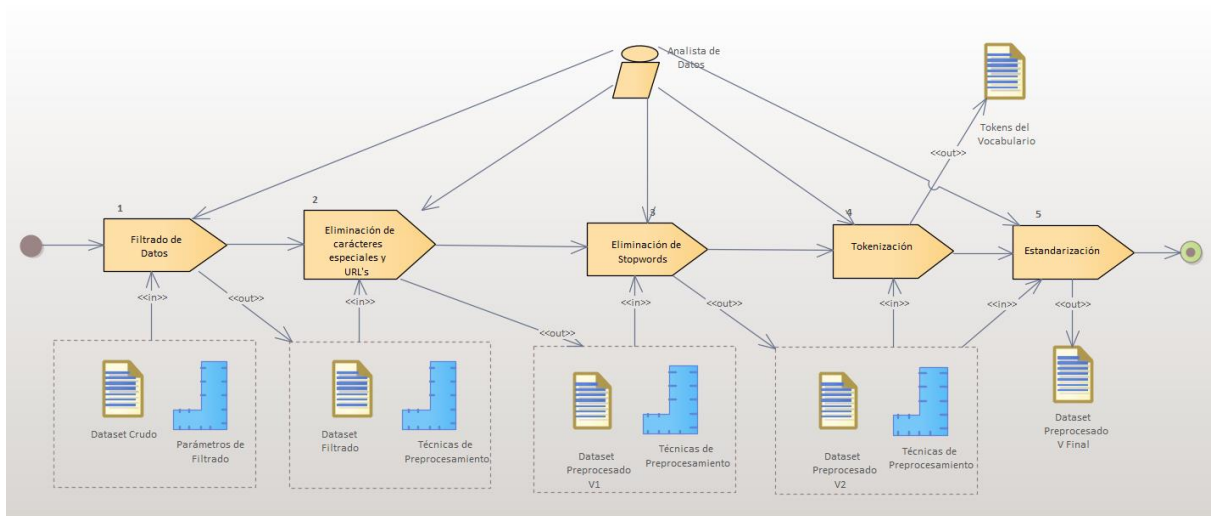 Analista de
Datos
Tokens del
Vocabulario
<<out>>
1
2
3
4
5
Filtrado de
Datos
Eliminación de
carácteres
especiales y
URL's
Eliminación de
Stopwords
Tokenización
Estandarización
<<in>>
<<out>>
<<in>>
<<out>>
<<in>>
<<out>>
<<in>>
<<in>>
<<out>>
Dataset Crudo
Parámetros de
Filtrado
Dataset
Filtrado
Técnicas de
Preprocesamiento
Dataset
Preprocesado
V1
Técnicas de
Preprocesamiento
Dataset
Preprocesado
V2
Técnicas de
Preprocesamiento
Dataset
Preprocesado
V Final